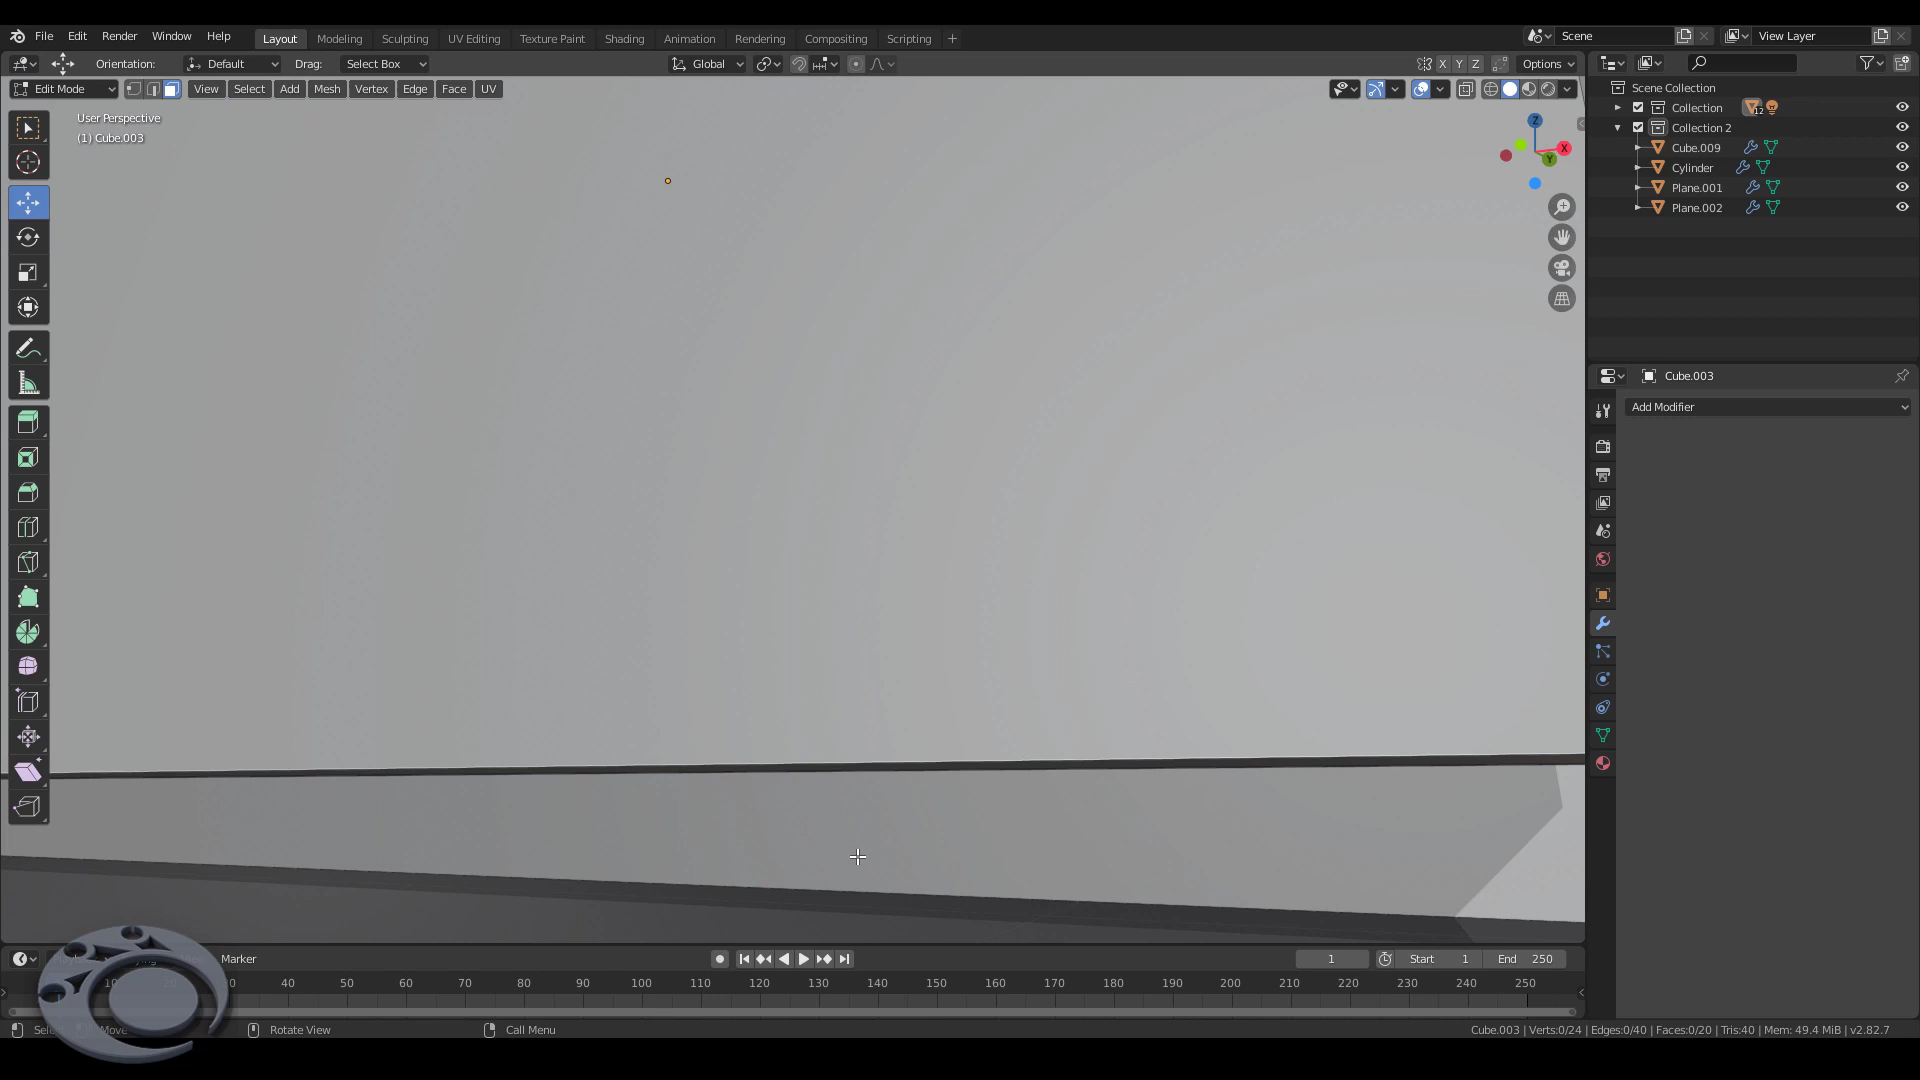 File Edit Render Window Help Layout Modeling Sculpting UV Editing Texture Paint Shading Animation Rendering Compositing Scripting Scene View Layer
Orientation: Default Drag: Select Box Global X Y Z Options
Edit Mode View Select Add Mesh Vertex Edge Face UV
User Perspective
(1) Cube.003
Z
X
Y
Scene Collection
Collection 12
Collection 2
Cube.009
Cylinder
Plane.001
Plane.002
Cube.003
Add Modifier
Marker 1 Start 1 End 250
40 50 60 70 80 90 100 110 120 130 140 150 160 170 180 190 200 210 220 230 240 250
Move Rotate View Call Menu Cube.003 | Verts:0/24 | Edges:0/40 | Faces:0/20 | Tris:40 | Mem: 49.4 MiB | v2.82.7